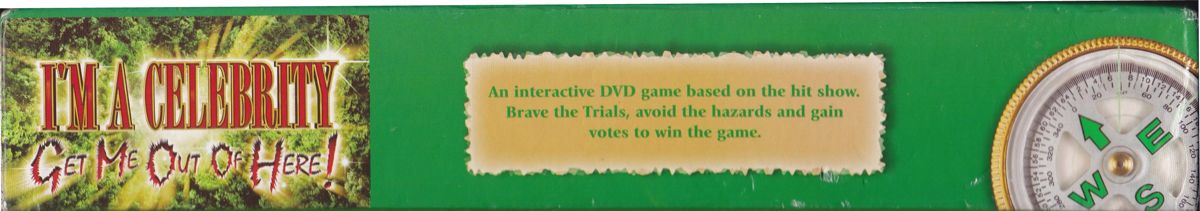 I'M A CELEBRITY
GET ME OUT OF HERE!
An interactive DVD game based on the hit show.
Brave the Trials, avoid the hazards and gain
votes to win the game.
E
S
W